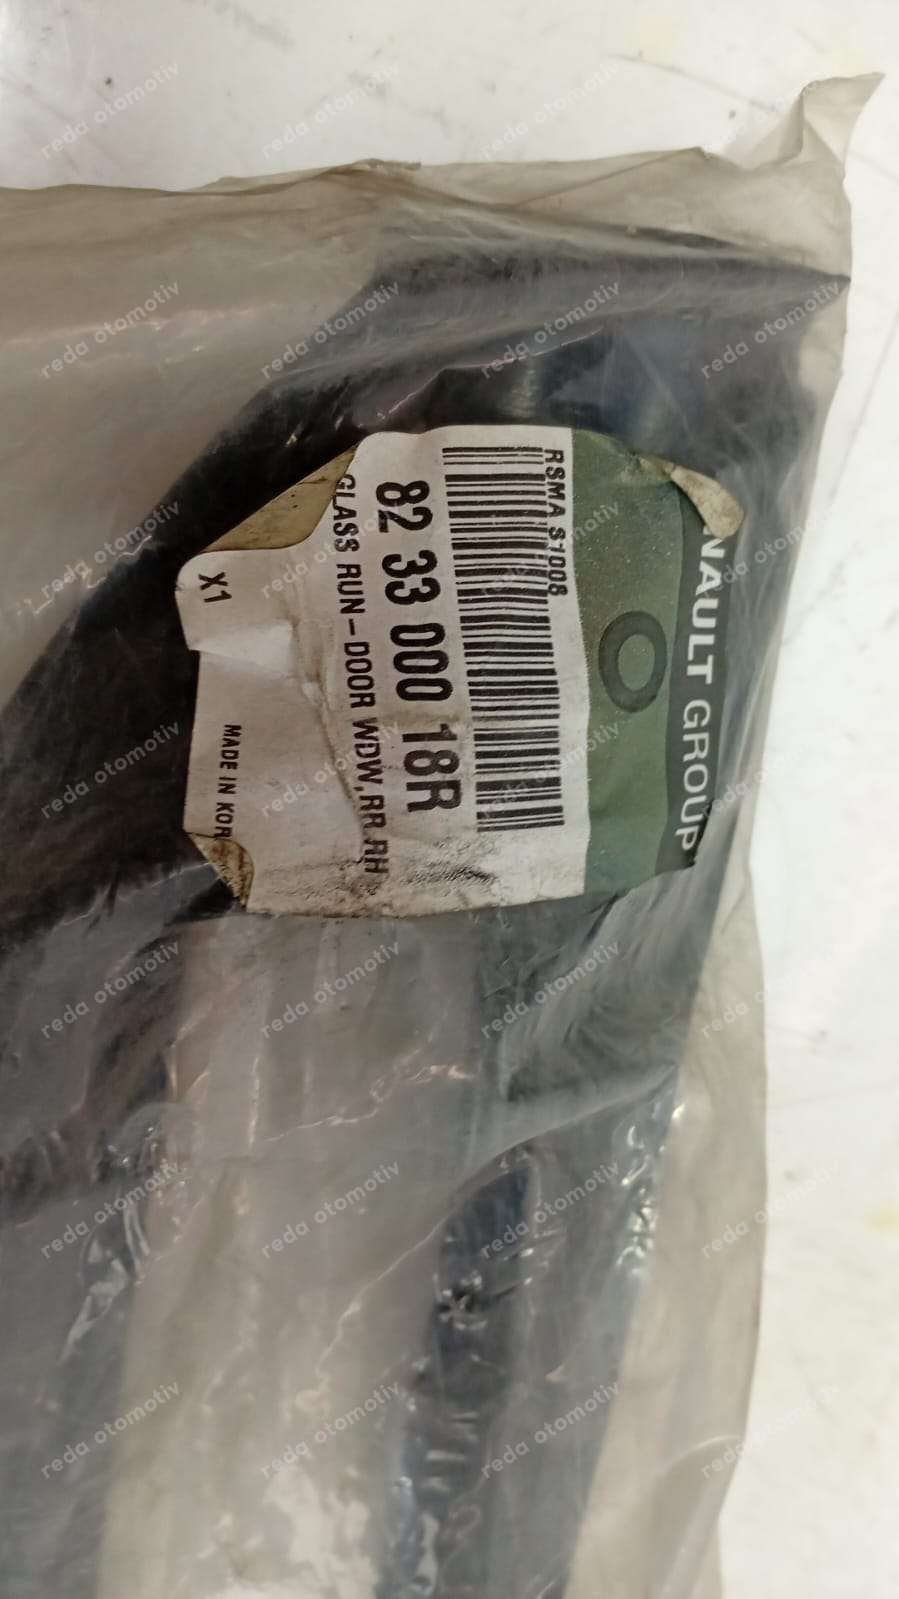 NAULT GROUP
RSMA S1008
82 33 000 18R
GLASS RUN-DOOR WDW,RR RH
X1
MADE IN KOR
reda otomotiv